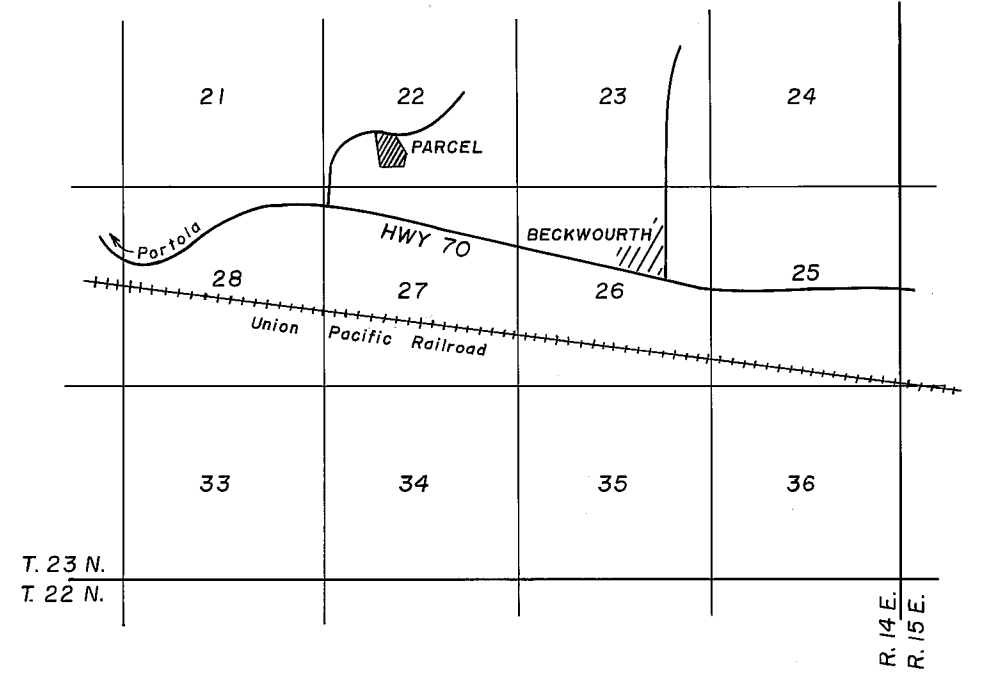 21
22
23
24
PARCEL
Portola
HWY 70
BECKWOURTH
28
27
26
25
Union Pacific Railroad
33
34
35
36
T. 23 N.
T. 22 N.
R. 14 E.
R. 15 E.